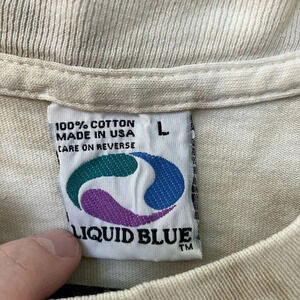 100% COTTON
MADE IN USA
CARE ON REVERSE
L
LIQUID BLUE
TM